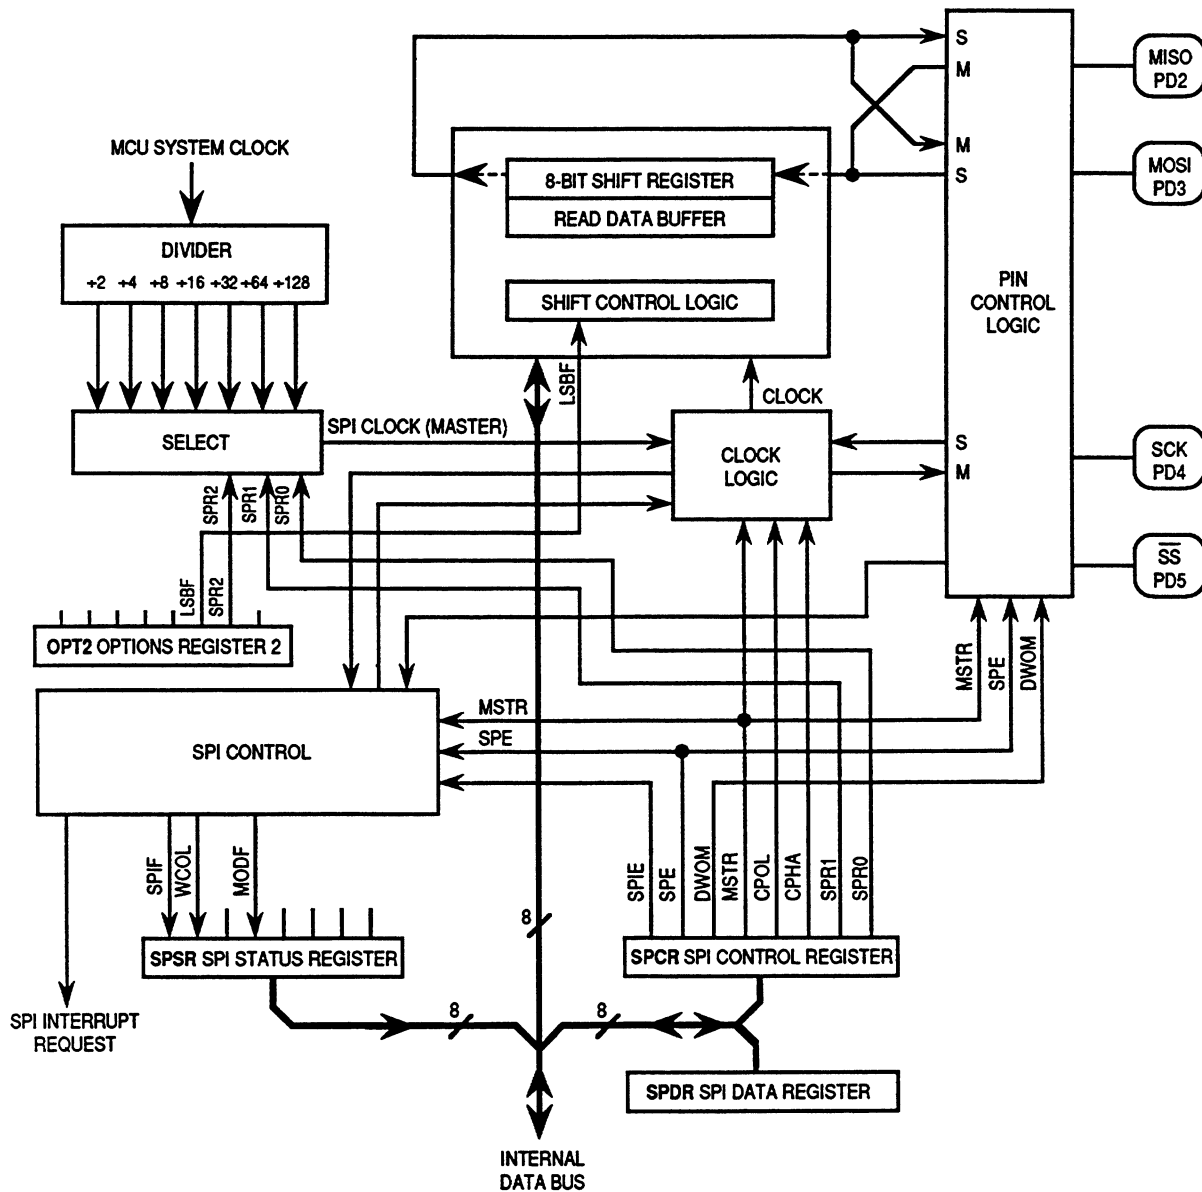 S
M
MISO
PD2
MCU SYSTEM CLOCK
M
S
MOSI
PD3
8-BIT SHIFT REGISTER
READ DATA BUFFER
DIVIDER
÷2 ÷4 ÷8 ÷16 ÷32 ÷64 ÷128
SHIFT CONTROL LOGIC
PIN
CONTROL
LOGIC
LSBF
CLOCK
SELECT
SPI CLOCK (MASTER)
CLOCK
LOGIC
S
M
SCK
PD4
SPR2
SPR1
SPR0
SS
PD5
LSBF
SPR2
OPT2 OPTIONS REGISTER 2
MSTR
SPE
DWOM
SPI CONTROL
MSTR
SPE
SPIF
WCOL
MODF
SPIE
SPE
DWOM
MSTR
CPOL
CPHA
SPR1
SPR0
8
SPSR SPI STATUS REGISTER
SPCR SPI CONTROL REGISTER
SPI INTERRUPT
REQUEST
8
8
SPDR SPI DATA REGISTER
INTERNAL
DATA BUS